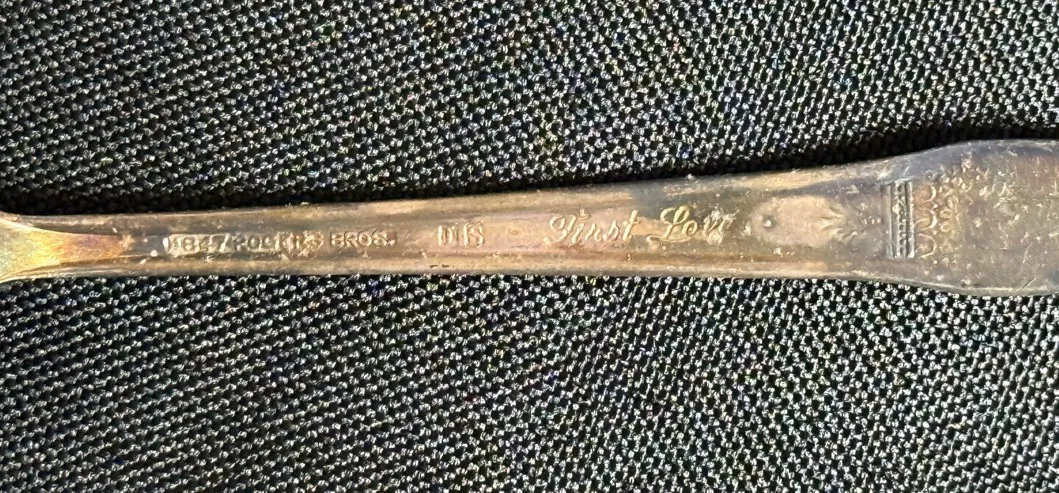 1847 ROGERS BROS. IS First Love